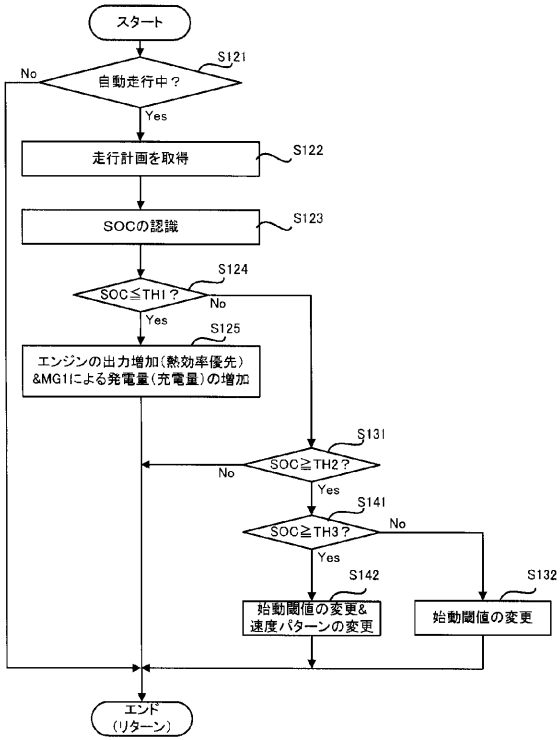 スタート
S121
自動走行中？
No
Yes
S122
走行計画を取得
S123
SOCの認識
S124
SOC≦TH1？
No
Yes
S125
エンジンの出力増加(熱効率優先)
&MG1による発電量(充電量)の増加
S131
SOC≧TH2？
No
Yes
S141
SOC≧TH3？
No
Yes
S142
始動閾値の変更&
速度パターンの変更
S132
始動閾値の変更
エンド
(リターン)